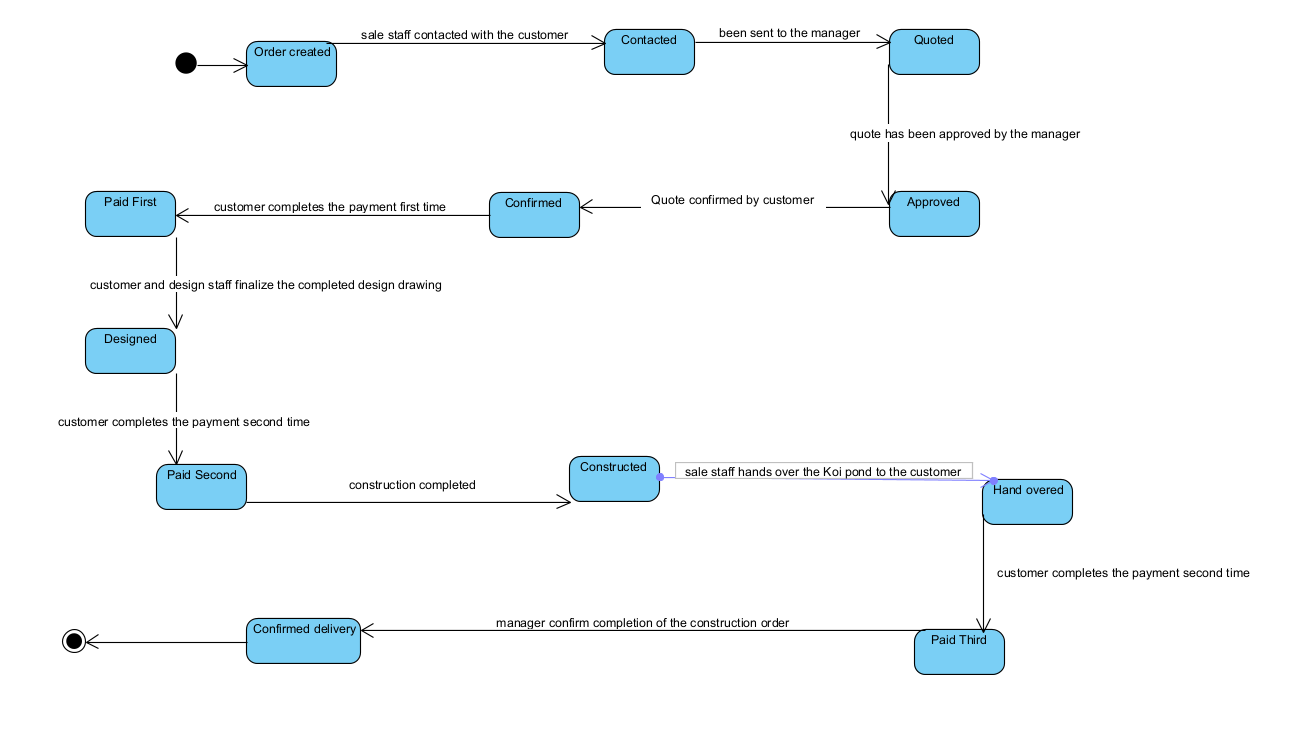 Order created
sale staff contacted with the customer
Contacted
been sent to the manager
Quoted
quote has been approved by the manager
Approved
Quote confirmed by customer
Confirmed
customer completes the payment first time
Paid First
customer and design staff finalize the completed design drawing
Designed
customer completes the payment second time
Paid Second
construction completed
Constructed
sale staff hands over the Koi pond to the customer
Hand overed
customer completes the payment second time
Paid Third
manager confirm completion of the construction order
Confirmed delivery